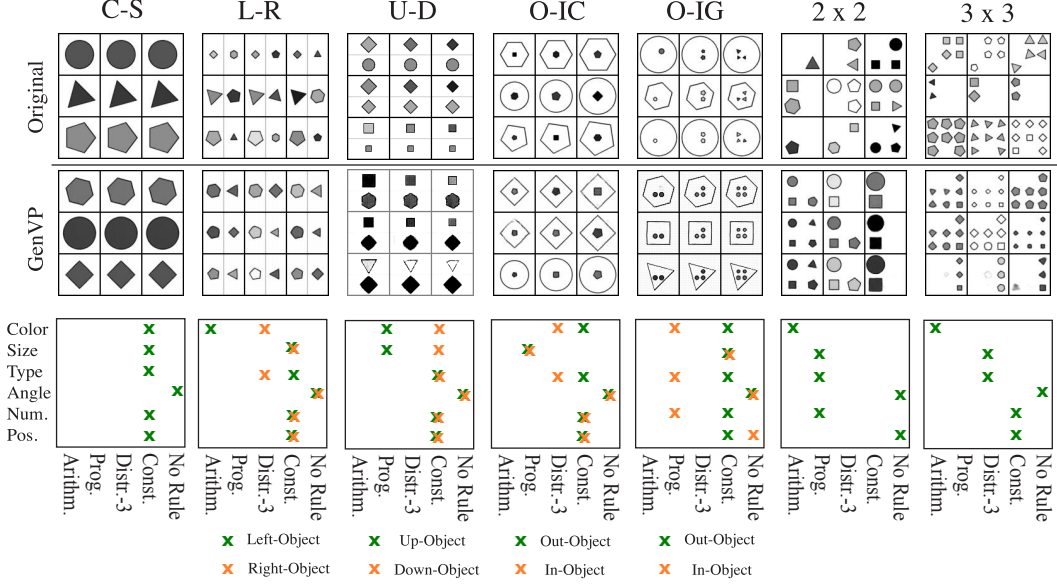 C-S L-R U-D O-IC O-IG 2 x 2 3 x 3
Original
GenVP
Color
Size
Type
Angle
Num.
Pos.
Arithm. Prog. Distr.-3 Const. No Rule Arithm. Prog. Distr.-3 Const. No Rule Arithm. Prog. Distr.-3 Const. No Rule Arithm. Prog. Distr.-3 Const. No Rule Arithm. Prog. Distr.-3 Const. No Rule Arithm. Prog. Distr.-3 Const. No Rule Arithm. Prog. Distr.-3 Const. No Rule
x Left-Object x Up-Object x Out-Object x Out-Object
x Right-Object x Down-Object x In-Object x In-Object